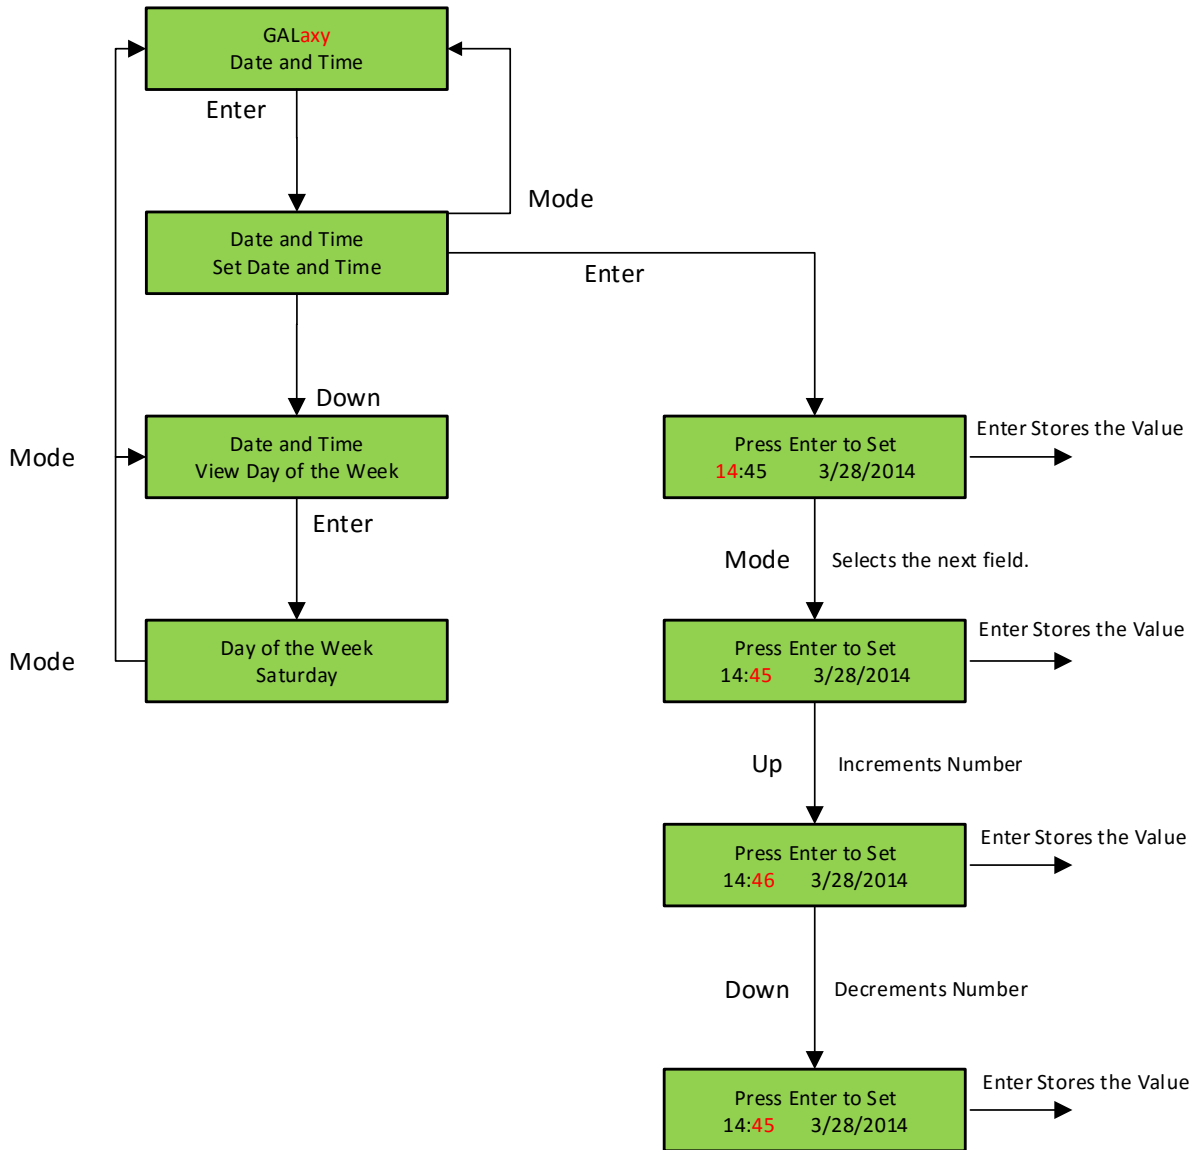 GALaxy
Date and Time
Enter
Mode
Date and Time
Set Date and Time
Enter
Down
Date and Time
View Day of the Week
Mode
Press Enter to Set
14:45 3/28/2014
Enter Stores the Value
Enter
Mode
Selects the next field.
Day of the Week
Saturday
Mode
Press Enter to Set
14:45 3/28/2014
Enter Stores the Value
Up
Increments Number
Press Enter to Set
14:46 3/28/2014
Enter Stores the Value
Down
Decrements Number
Press Enter to Set
14:45 3/28/2014
Enter Stores the Value